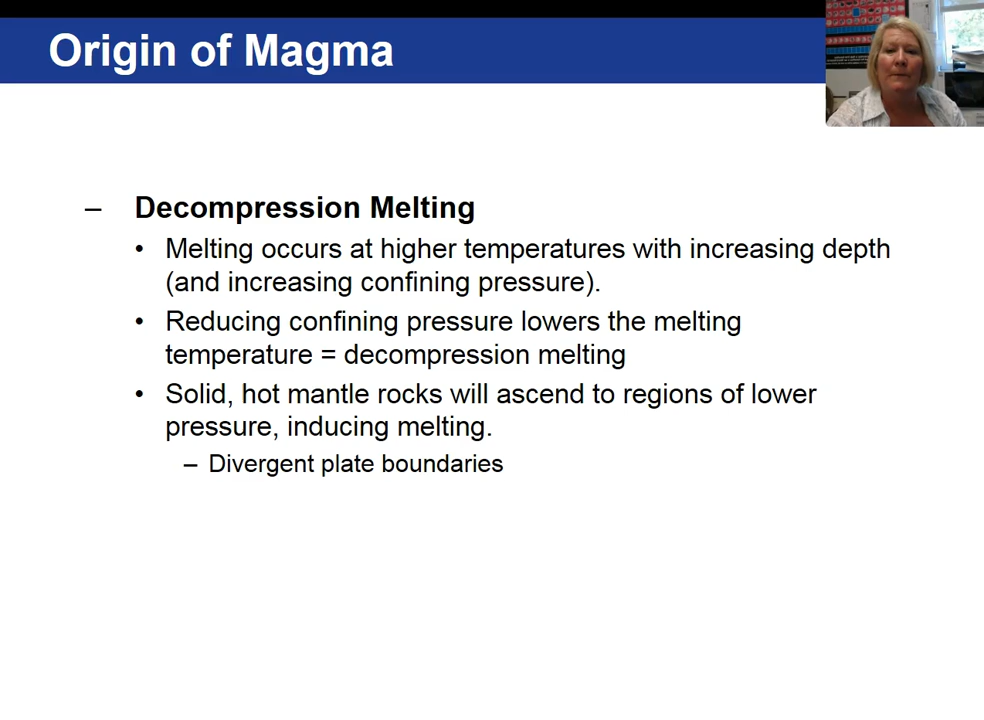 Origin of Magma
– Decompression Melting
• Melting occurs at higher temperatures with increasing depth
(and increasing confining pressure).
• Reducing confining pressure lowers the melting
temperature = decompression melting
• Solid, hot mantle rocks will ascend to regions of lower
pressure, inducing melting.
– Divergent plate boundaries